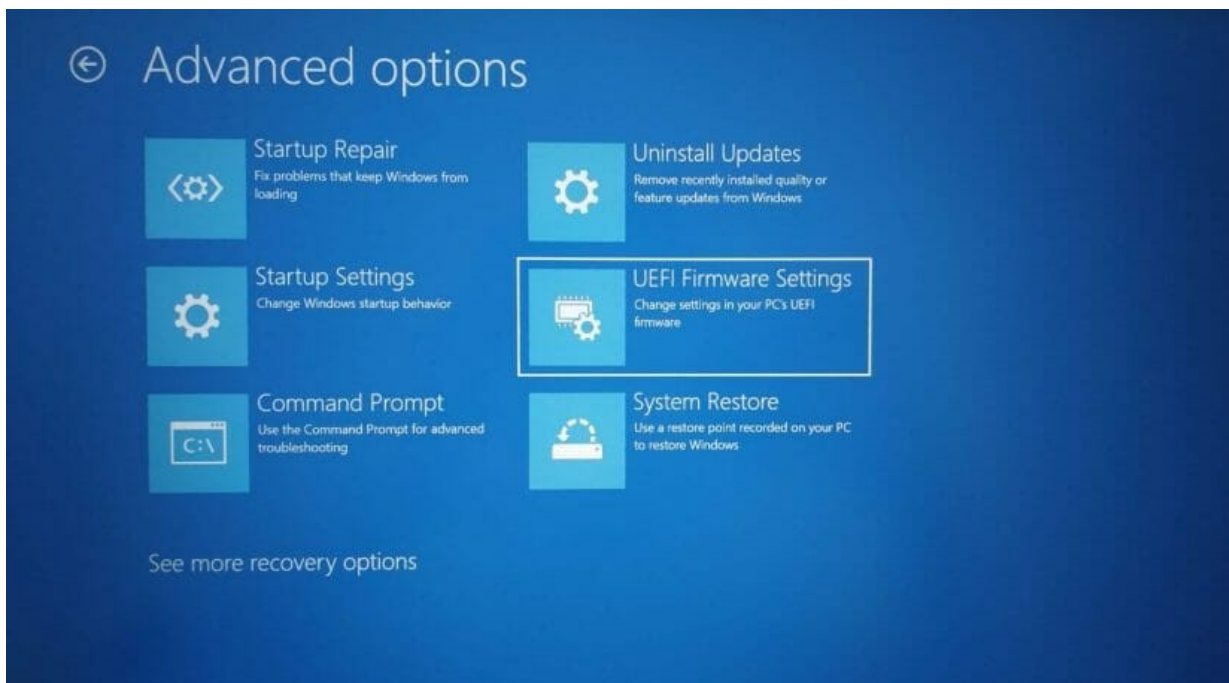 Advanced options
Startup Repair
Fix problems that keep Windows from
loading
Uninstall Updates
Remove recently installed quality or
feature updates from Windows
Startup Settings
Change Windows startup behavior
UEFI Firmware Settings
Change settings in your PC's UEFI
firmware
Command Prompt
Use the Command Prompt for advanced
troubleshooting
C:\
System Restore
Use a restore point recorded on your PC
to restore Windows
See more recovery options